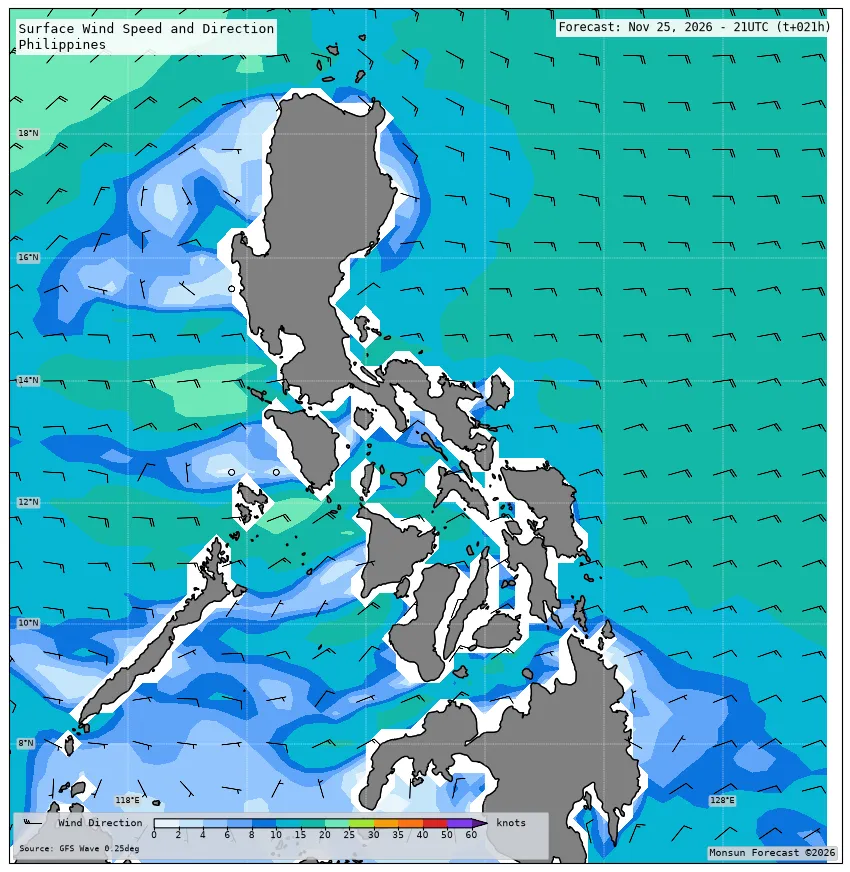 Surface Wind Speed and Direction
Philippines
Forecast: Nov 25, 2026 - 21UTC (t+021h)
18°N
16°N
14°N
12°N
10°N
8°N
118°E
128°E
Wind Direction
0 2 4 6 8 10 15 20 25 30 35 40 50 60
knots
Source: GFS Wave 0.25deg
Monsun Forecast ©2026